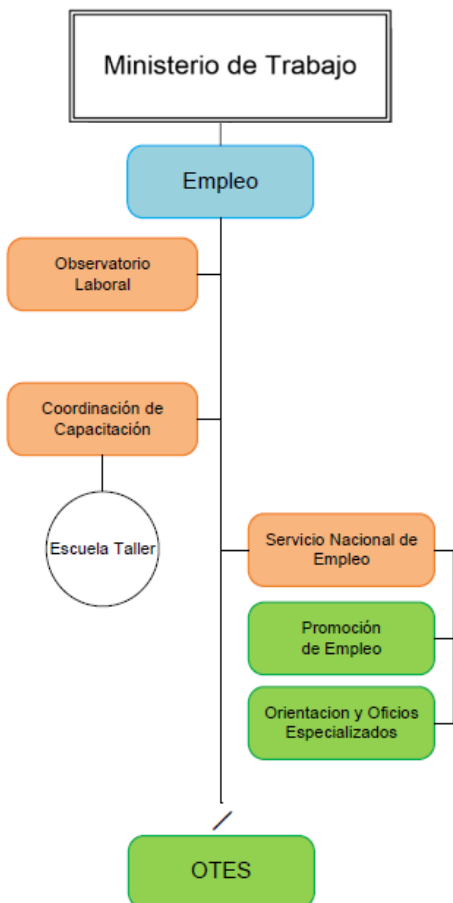 Ministerio de Trabajo
Empleo
Observatorio
Laboral
Coordinación de
Capacitación
Escuela Taller
Servicio Nacional de
Empleo
Promoción
de Empleo
Orientacion y Oficios
Especializados
OTES